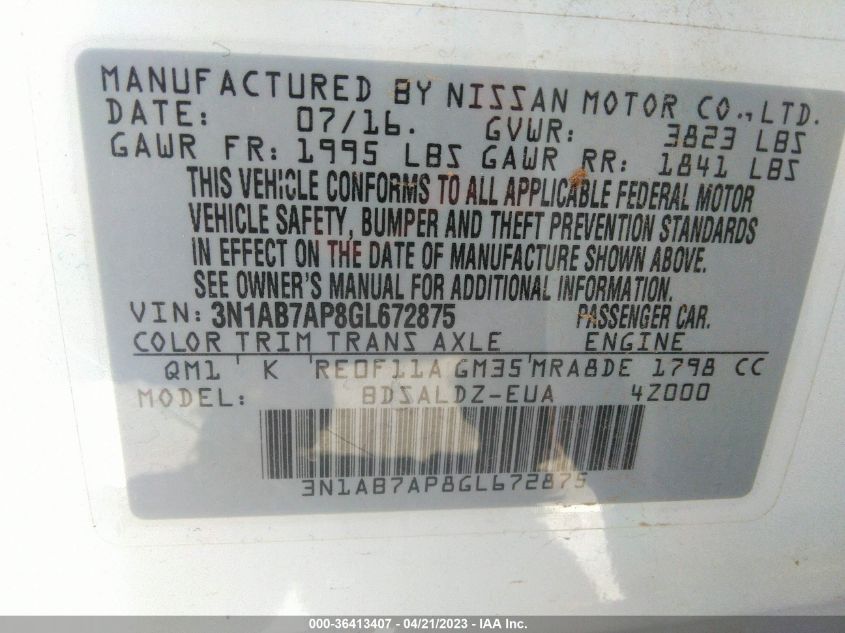 MANUFACTURED BY NISSAN MOTOR CO., LTD.
DATE: 07/16. GVWR: 3823 LBS
GAWR FR: 1995 LBS GAWR RR: 1841 LBS
THIS VEHICLE CONFORMS TO ALL APPLICABLE FEDERAL MOTOR
VEHICLE SAFETY, BUMPER AND THEFT PREVENTION STANDARDS
IN EFFECT ON THE DATE OF MANUFACTURE SHOWN ABOVE.
SEE OWNER'S MANUAL FOR ADDITIONAL INFORMATION.
VIN: 3N1AB7AP8GL672875 PASSENGER CAR.
COLOR TRIM TRANS AXLE ENGINE
QM1 K RE0F11A GM35 MRA8DE 1798 CC
MODEL: BDSALDZ-EUA 4Z000
3N1AB7AP8GL672875
000-36413407 - 04/21/2023 - IAA Inc.